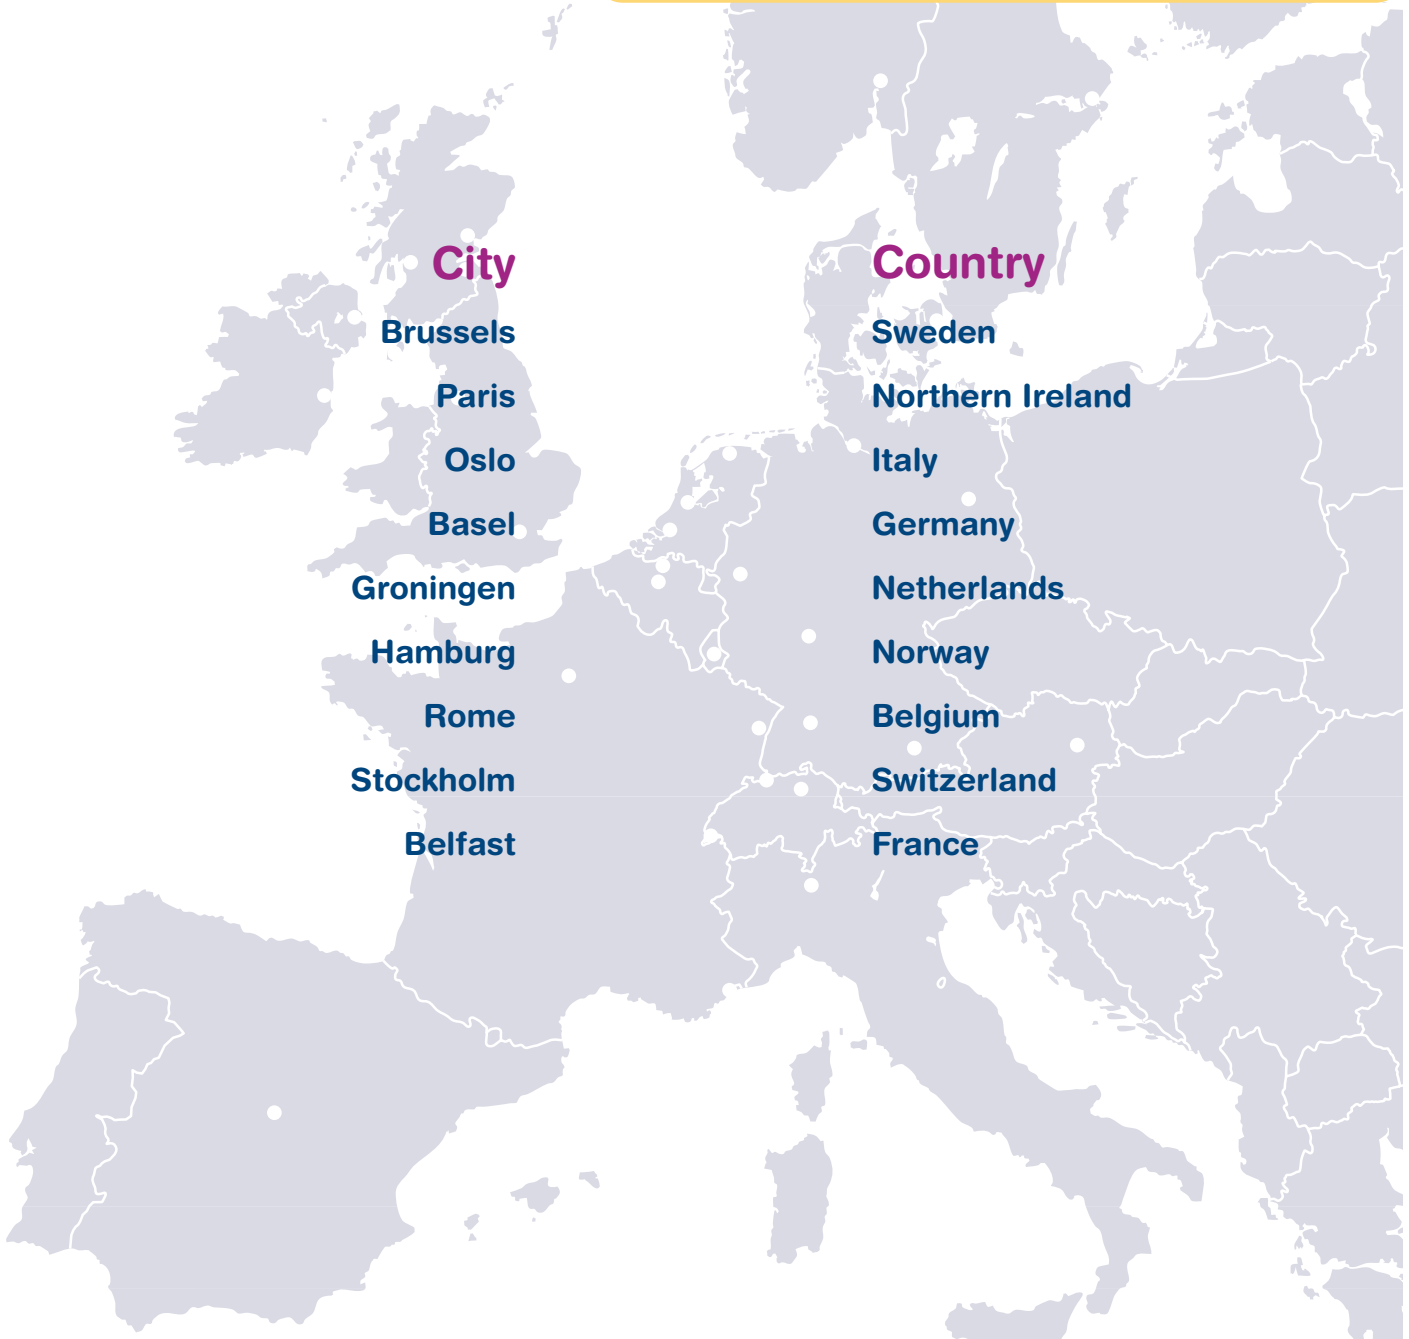 City
Brussels
Paris
Oslo
Basel
Groningen
Hamburg
Rome
Stockholm
Belfast
Country
Sweden
Northern Ireland
Italy
Germany
Netherlands
Norway
Belgium
Switzerland
France